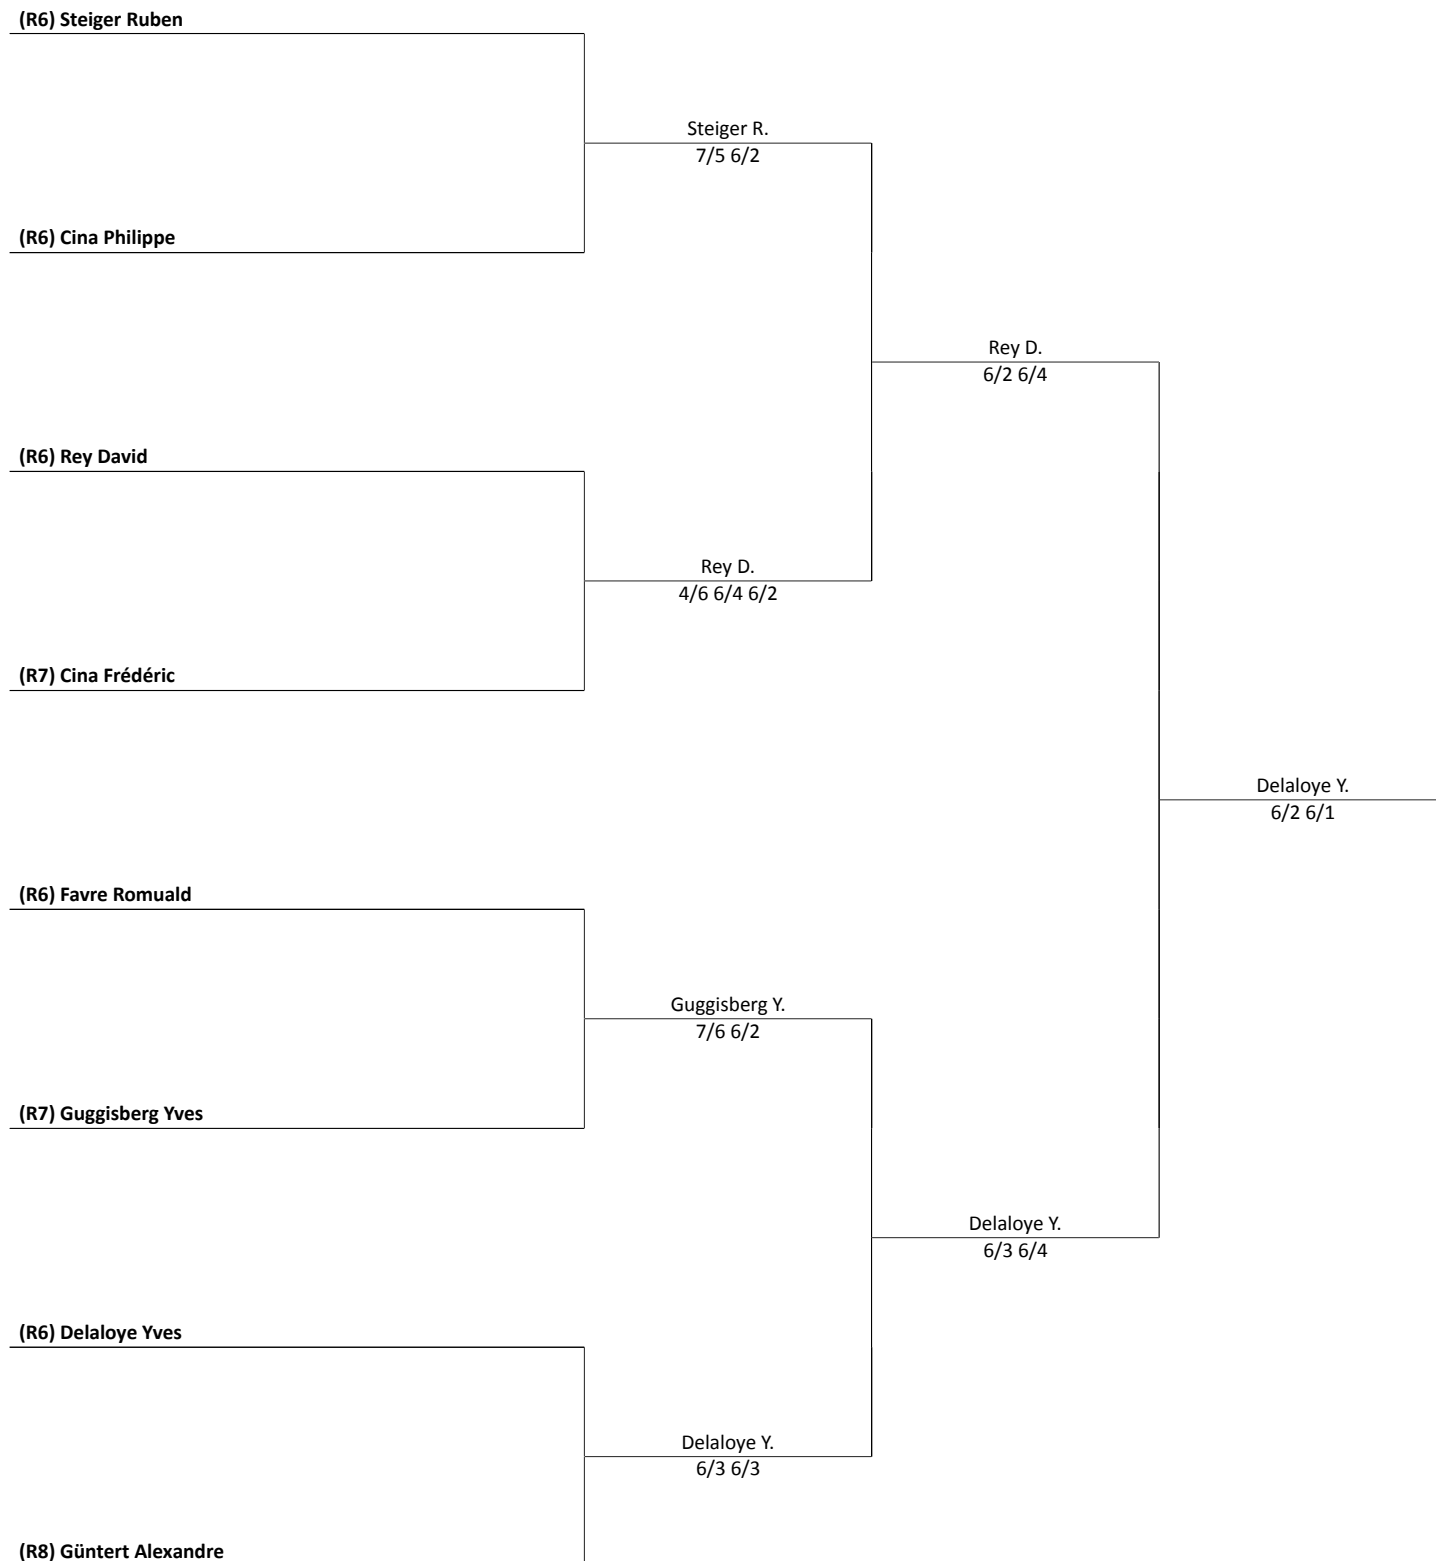 (R6) Steiger Ruben
Steiger R.
7/5 6/2
(R6) Cina Philippe
Rey D.
6/2 6/4
(R6) Rey David
Rey D.
4/6 6/4 6/2
(R7) Cina Frédéric
Delaloye Y.
6/2 6/1
(R6) Favre Romuald
Guggisberg Y.
7/6 6/2
(R7) Guggisberg Yves
Delaloye Y.
6/3 6/4
(R6) Delaloye Yves
Delaloye Y.
6/3 6/3
(R8) Güntert Alexandre